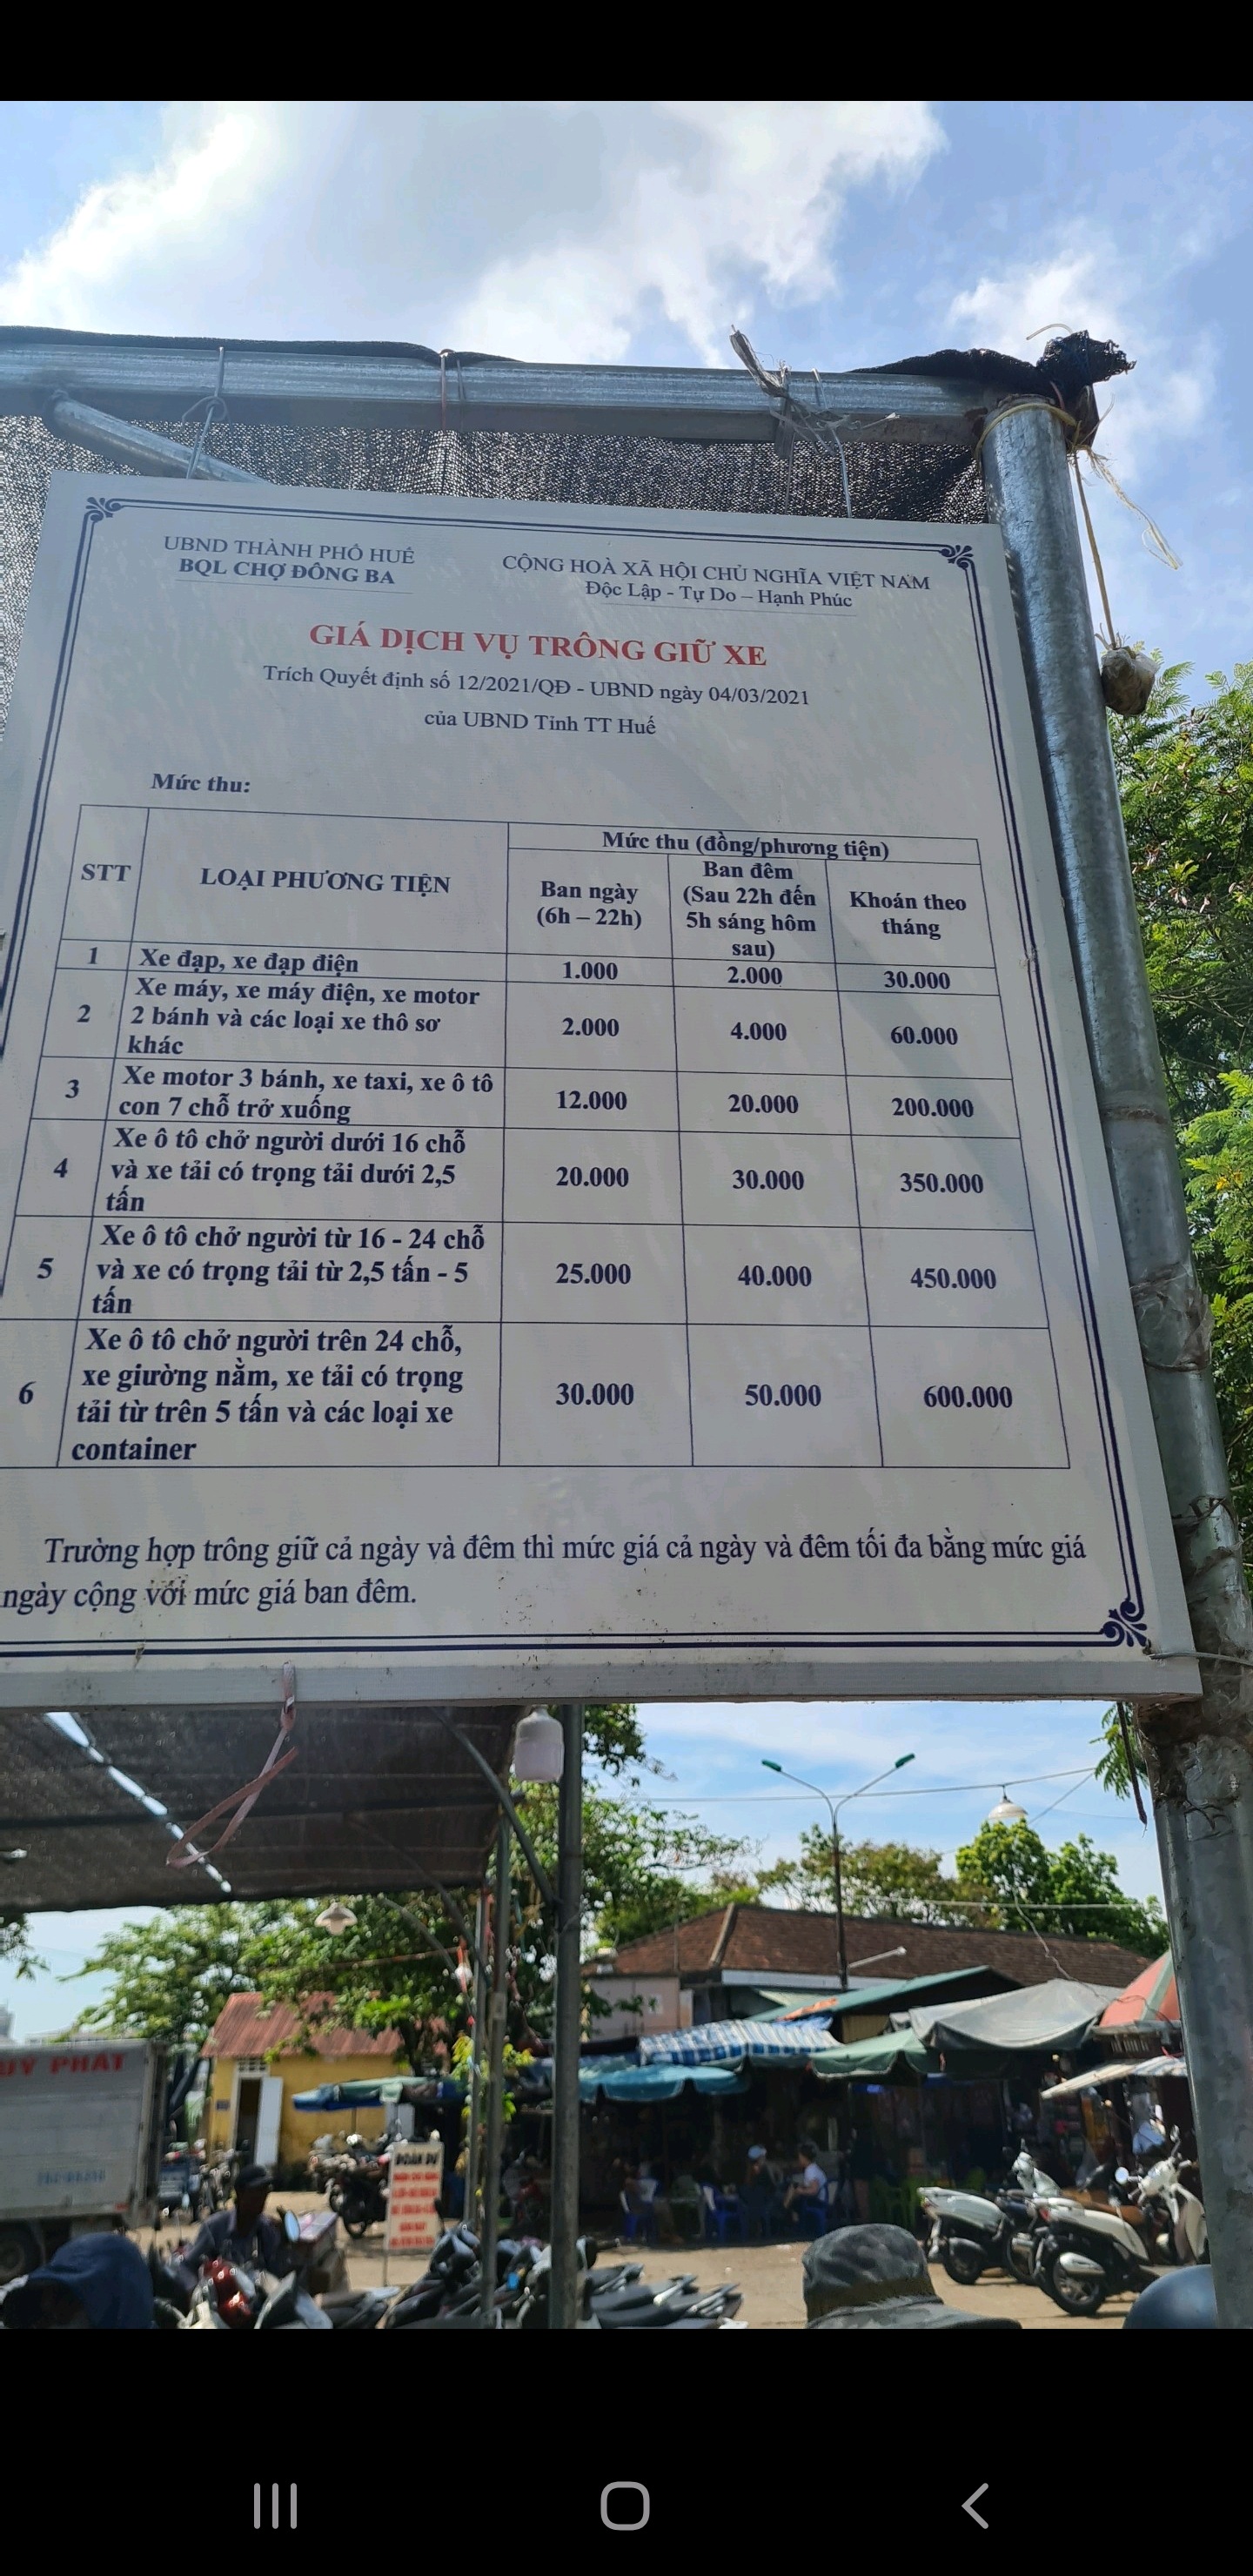 UBND THÀNH PHỐ HUẾ
BQL CHỢ ĐÔNG BA
CỘNG HOÀ XÃ HỘI CHỦ NGHĨA VIỆT NAM
Độc Lập - Tự Do – Hạnh Phúc
GIÁ DỊCH VỤ TRÔNG GIỮ XE
Trích Quyết định số 12/2021/QĐ - UBND ngày 04/03/2021
của UBND Tỉnh TT Huế
Mức thu:
STT
LOẠI PHƯƠNG TIỆN
Mức thu (đồng/phương tiện)
Ban ngày
(6h – 22h)
Ban đêm
(Sau 22h đến
5h sáng hôm
sau)
Khoán theo
tháng
1
Xe đạp, xe đạp điện
1.000
2.000
30.000
2
Xe máy, xe máy điện, xe motor
2 bánh và các loại xe thô sơ
khác
2.000
4.000
60.000
3
Xe motor 3 bánh, xe taxi, xe ô tô
con 7 chỗ trở xuống
12.000
20.000
200.000
4
Xe ô tô chở người dưới 16 chỗ
và xe tải có trọng tải dưới 2,5
tấn
20.000
30.000
350.000
5
Xe ô tô chở người từ 16 - 24 chỗ
và xe có trọng tải từ 2,5 tấn - 5
tấn
25.000
40.000
450.000
6
Xe ô tô chở người trên 24 chỗ,
xe giường nằm, xe tải có trọng
tải từ trên 5 tấn và các loại xe
container
30.000
50.000
600.000
Trường hợp trông giữ cả ngày và đêm thì mức giá cả ngày và đêm tối đa bằng mức giá
ngày cộng với mức giá ban đêm.
PHÁT